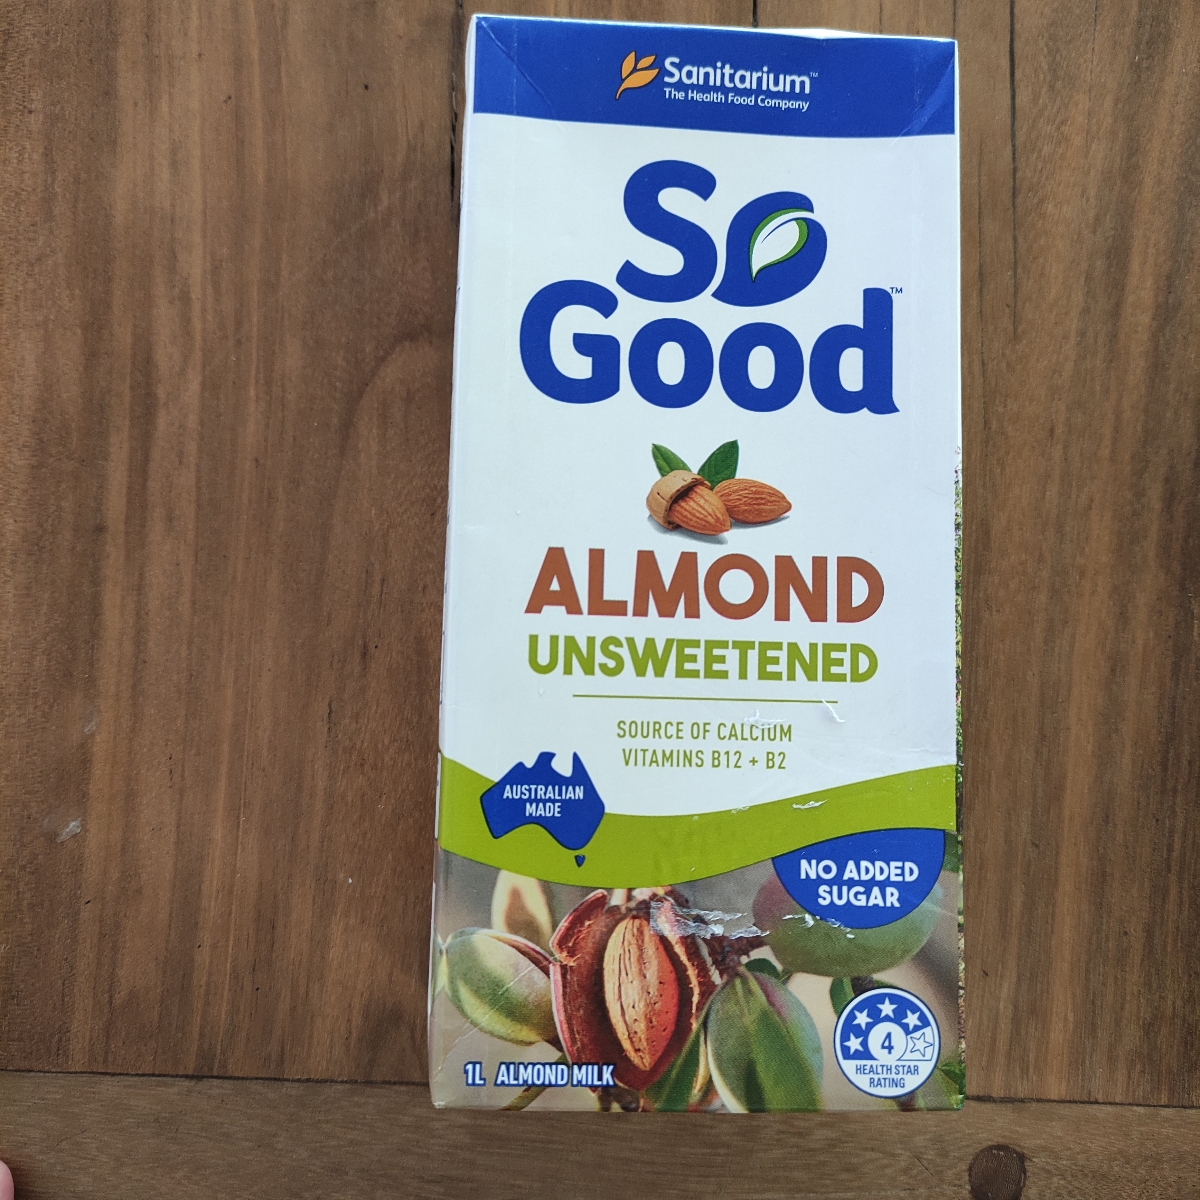 Sanitarium™
The Health Food Company
So
Good™
ALMOND
UNSWEETENED
SOURCE OF CALCIUM
VITAMINS B12 + B2
AUSTRALIAN
MADE
NO ADDED
SUGAR
4
HEALTH STAR
RATING
1L ALMOND MILK